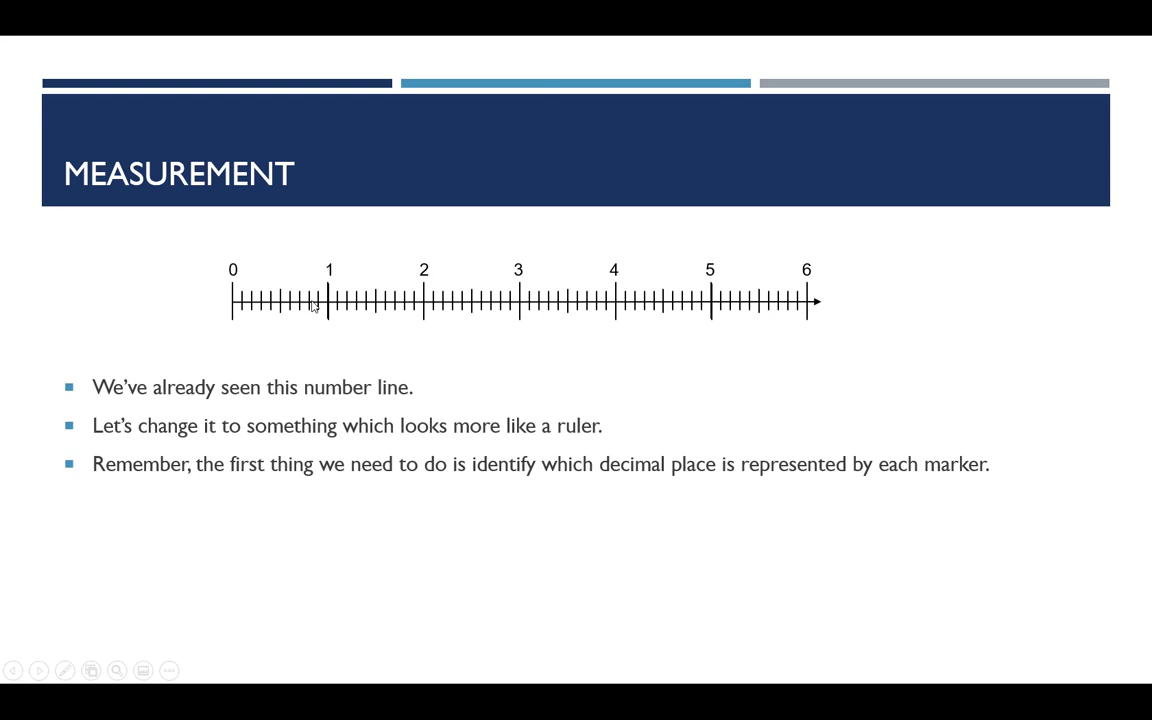 MEASUREMENT
0 1 2 3 4 5 6
We've already seen this number line.
Let's change it to something which looks more like a ruler.
Remember, the first thing we need to do is identify which decimal place is represented by each marker.